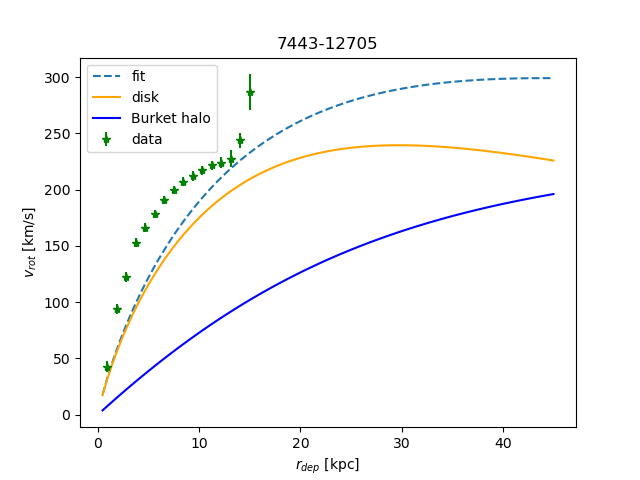 7443-12705
fit
disk
Burket halo
data
300
250
200
150
100
50
0
v_rot [km/s]
0 10 20 30 40
r_dep [kpc]